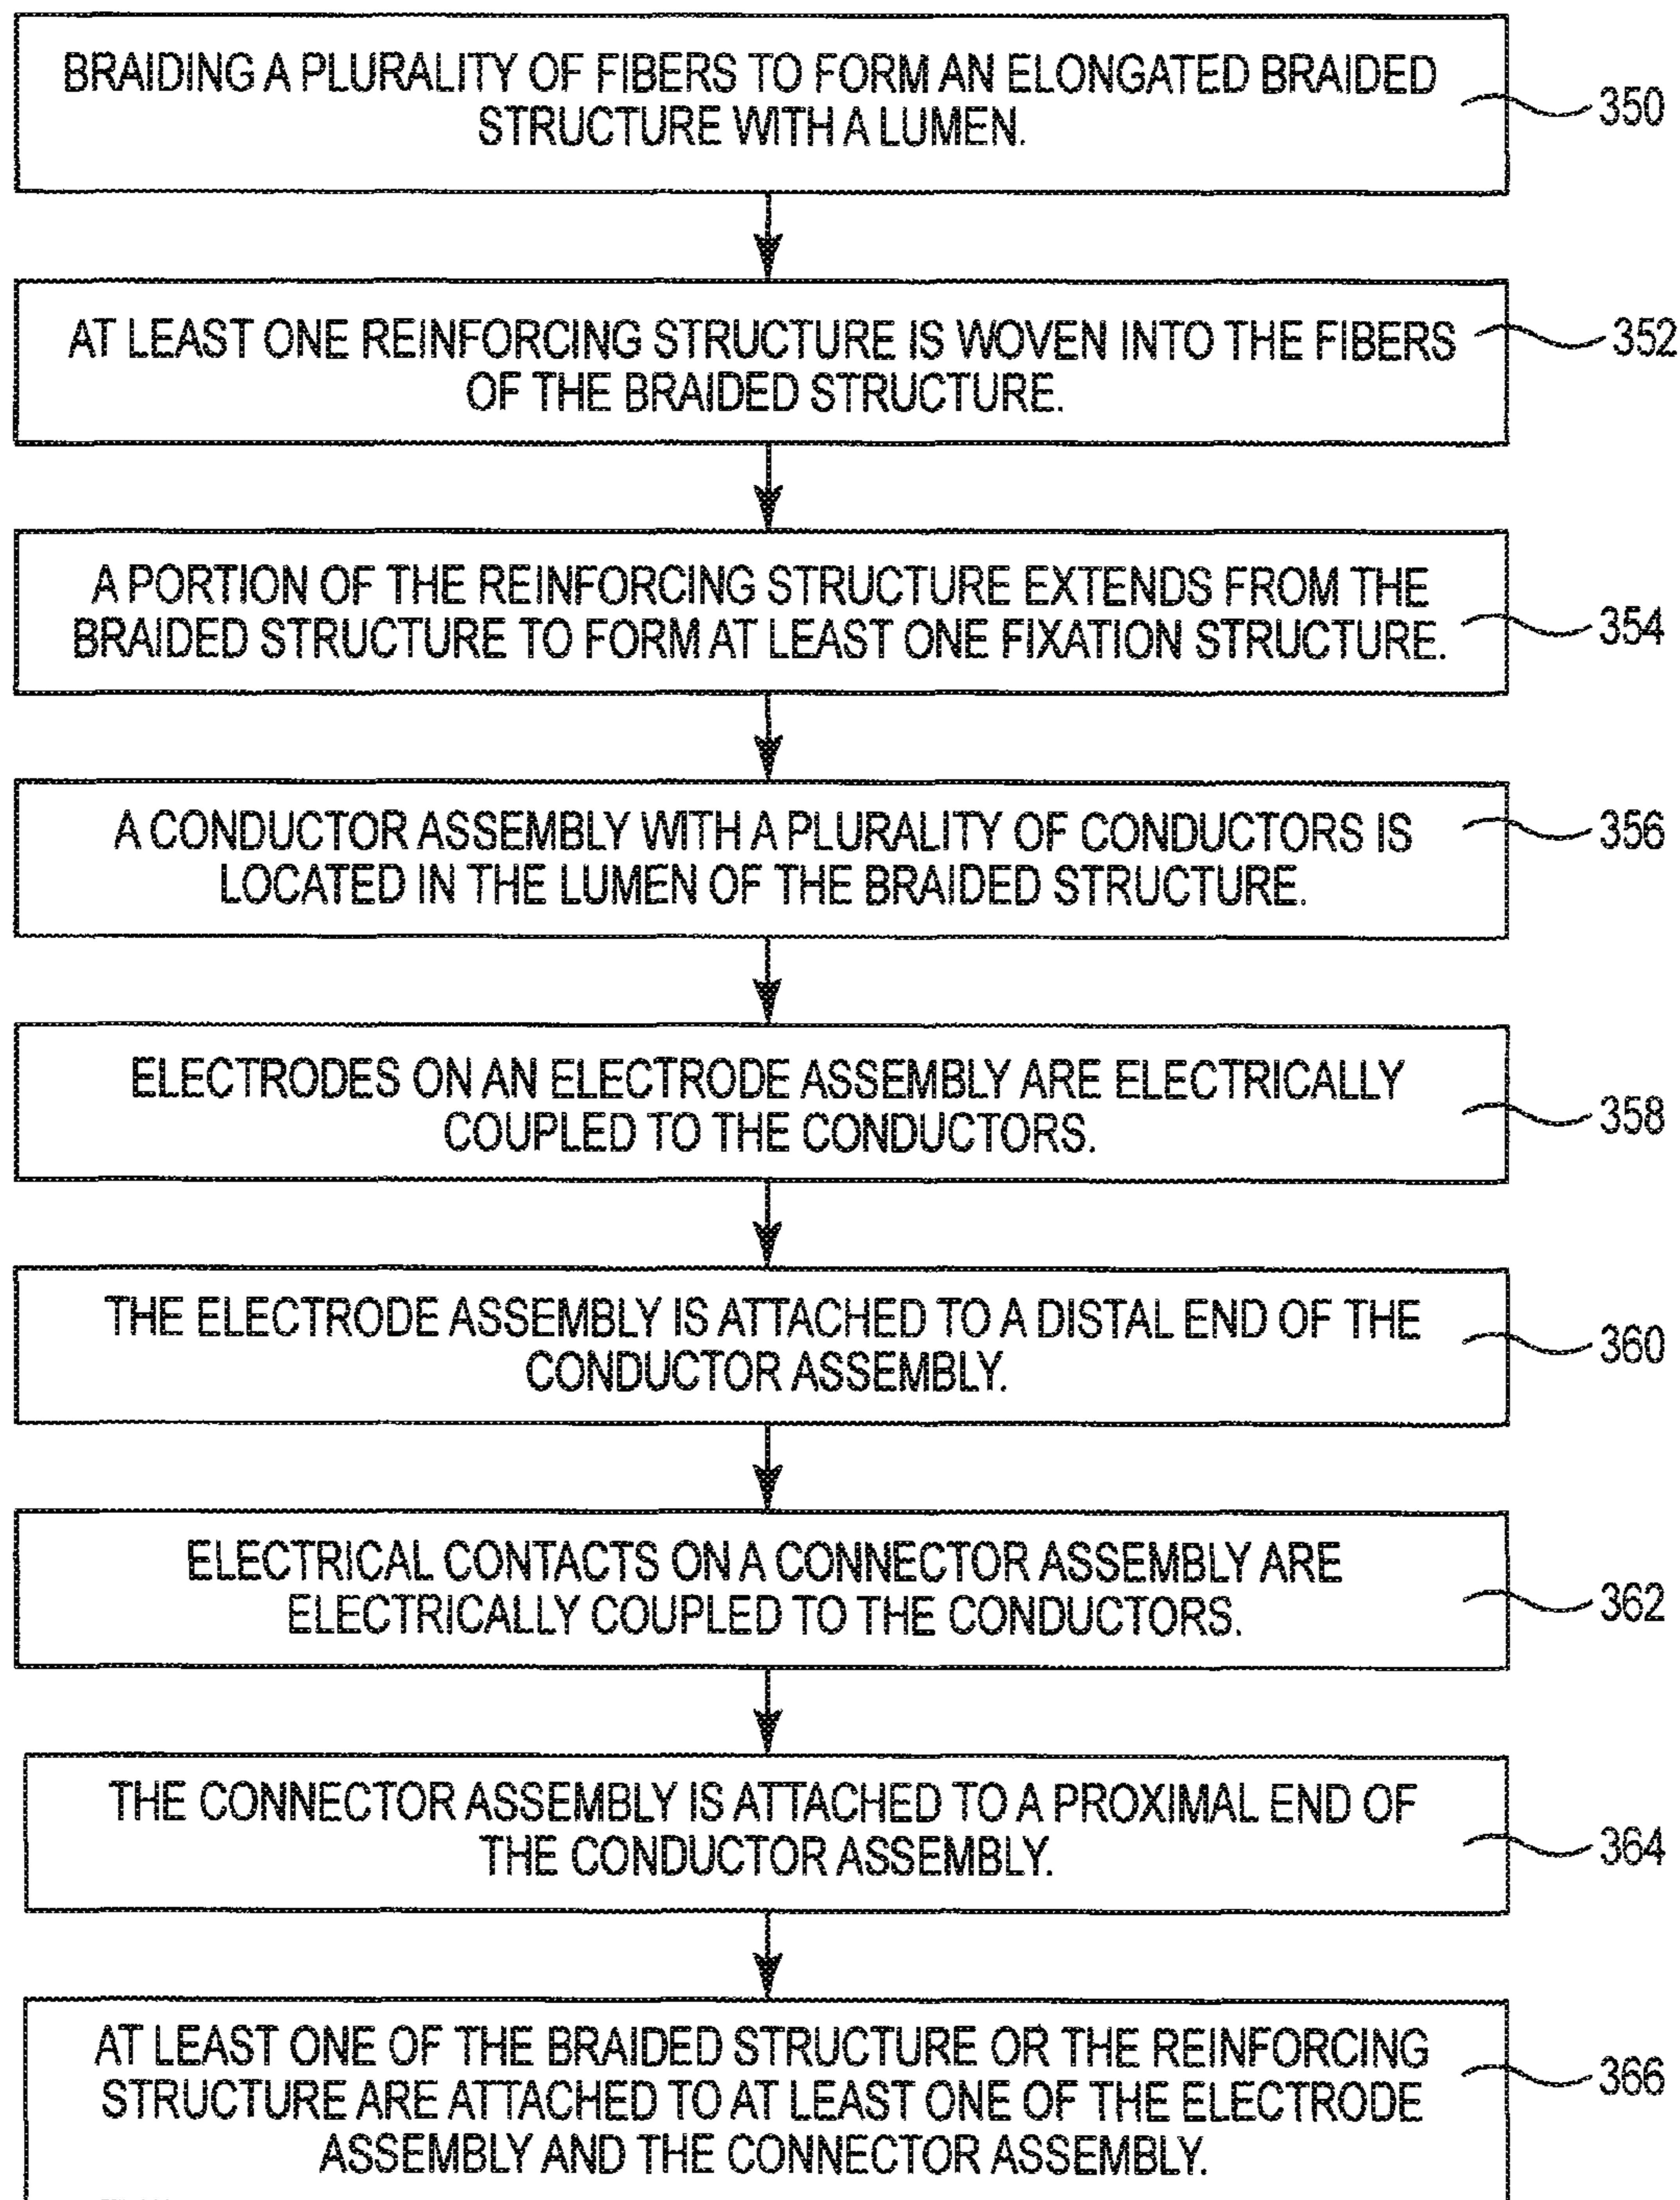 BRAIDING A PLURALITY OF FIBERS TO FORM AN ELONGATED BRAIDED
STRUCTURE WITH A LUMEN.
350
AT LEAST ONE REINFORCING STRUCTURE IS WOVEN INTO THE FIBERS
OF THE BRAIDED STRUCTURE.
352
A PORTION OF THE REINFORCING STRUCTURE EXTENDS FROM THE
BRAIDED STRUCTURE TO FORM AT LEAST ONE FIXATION STRUCTURE.
354
A CONDUCTOR ASSEMBLY WITH A PLURALITY OF CONDUCTORS IS
LOCATED IN THE LUMEN OF THE BRAIDED STRUCTURE.
356
ELECTRODES ON AN ELECTRODE ASSEMBLY ARE ELECTRICALLY
COUPLED TO THE CONDUCTORS.
358
THE ELECTRODE ASSEMBLY IS ATTACHED TO A DISTAL END OF THE
CONDUCTOR ASSEMBLY.
360
ELECTRICAL CONTACTS ON A CONNECTOR ASSEMBLY ARE
ELECTRICALLY COUPLED TO THE CONDUCTORS.
362
THE CONNECTOR ASSEMBLY IS ATTACHED TO A PROXIMAL END OF
THE CONDUCTOR ASSEMBLY.
364
AT LEAST ONE OF THE BRAIDED STRUCTURE OR THE REINFORCING
STRUCTURE ARE ATTACHED TO AT LEAST ONE OF THE ELECTRODE
ASSEMBLY AND THE CONNECTOR ASSEMBLY.
366